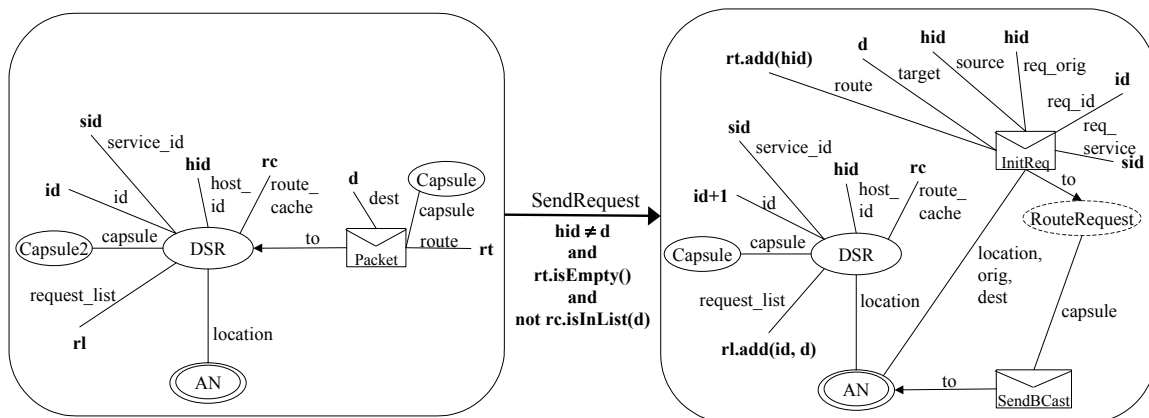 sid
service_id
hid
rc
id
id
host_
id
route_
cache
d
dest
Capsule
capsule
Capsule2
capsule
DSR
to
Packet
route
rt
request_list
rl
location
AN
SendRequest
hid ≠ d
and
rt.isEmpty()
and
not rc.isInList(d)
rt.add(hid)
route
d
target
hid
source
hid
req_orig
id
req_id
req_
service
sid
InitReq
to
RouteRequest
sid
service_id
hid
rc
id+1
id
host_
id
route_
cache
Capsule
capsule
DSR
request_list
rl.add(id, d)
location
location,
orig,
dest
capsule
AN
to
SendBCast